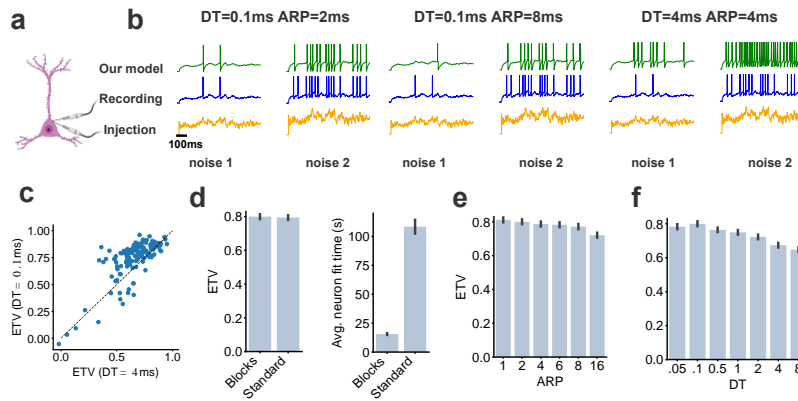 a
b
DT=0.1ms ARP=2ms
DT=0.1ms ARP=8ms
DT=4ms ARP=4ms
Our model
Recording
Injection
100ms
noise 1
noise 2
noise 1
noise 2
noise 1
noise 2
c
ETV (DT = 0.1ms)
1.00
0.75
0.50
0.25
0.00
0.0
0.5
1.0
ETV (DT = 4ms)
d
ETV
0.8
0.6
0.4
0.2
0.0
Blocks
Standard
Avg. neuron fit time (s)
100
75
50
25
0
Blocks
Standard
e
ETV
0.8
0.6
0.4
0.2
0.0
1 2 4 6 8 16
ARP
f
0.8
0.6
0.4
0.2
0.0
.05 .1 0.5 1 2 4 8
DT